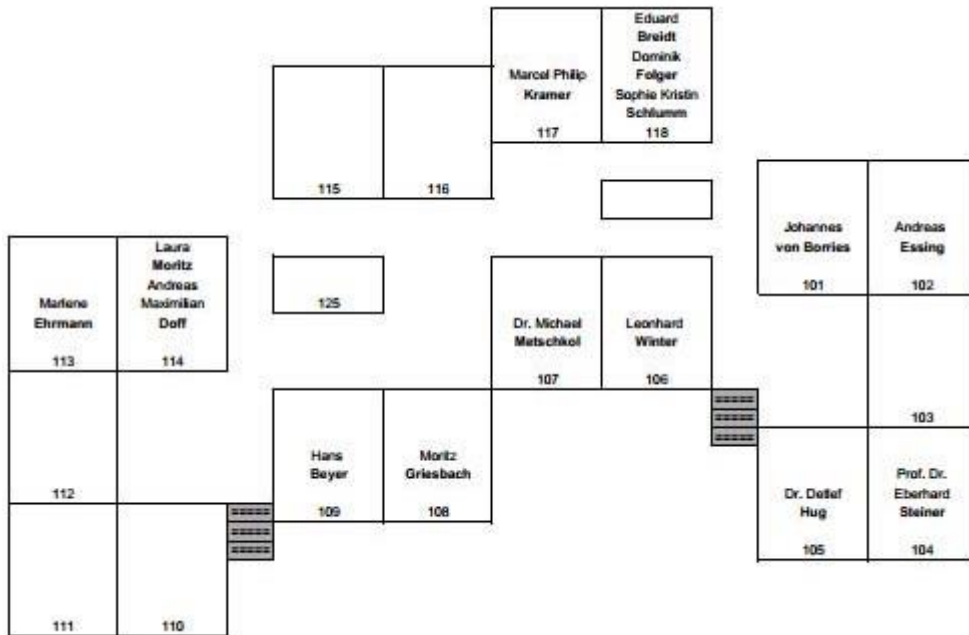 Eduard
Breidt
Dominik
Folger
Sophie Kristin
Schlumm
118
Marcel Philip
Kramer
117
115
116
Johannes
von Borries
101
Andreas
Essing
102
Marlene
Ehrmann
113
Laura
Moritz
Andreas
Maximilian
Doff
114
125
Dr. Michael
Metschkol
107
Leonhard
Winter
106
103
=====
=====
=====
112
Hans
Beyer
109
Moritz
Griesbach
108
Dr. Detlef
Hug
105
Prof. Dr.
Eberhard
Steiner
104
=====
=====
=====
111
110